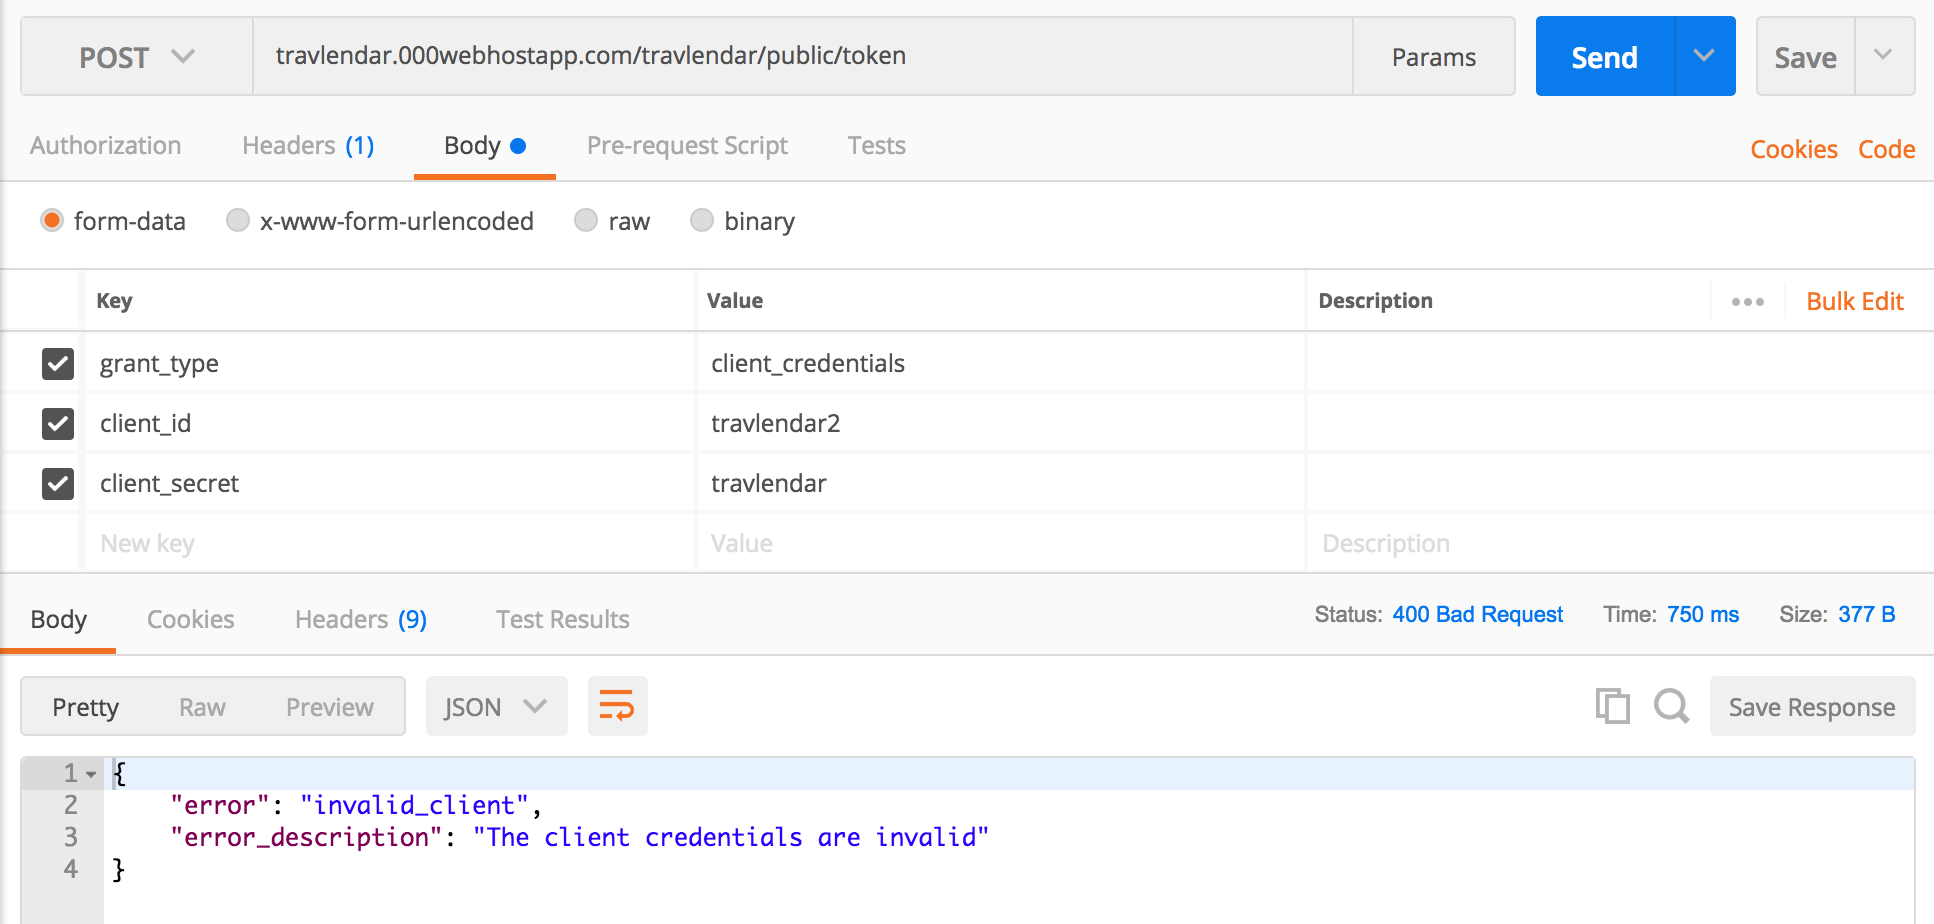 POST travlendar.000webhostapp.com/travlendar/public/token Params Send Save
Authorization Headers (1) Body Pre-request Script Tests Cookies Code
form-data x-www-form-urlencoded raw binary
Key Value Description ••• Bulk Edit
grant_type client_credentials
client_id travlendar2
client_secret travlendar
New key Value Description
Body Cookies Headers (9) Test Results Status: 400 Bad Request Time: 750 ms Size: 377 B
Pretty Raw Preview JSON Save Response
1 {
2 "error": "invalid_client",
3 "error_description": "The client credentials are invalid"
4 }